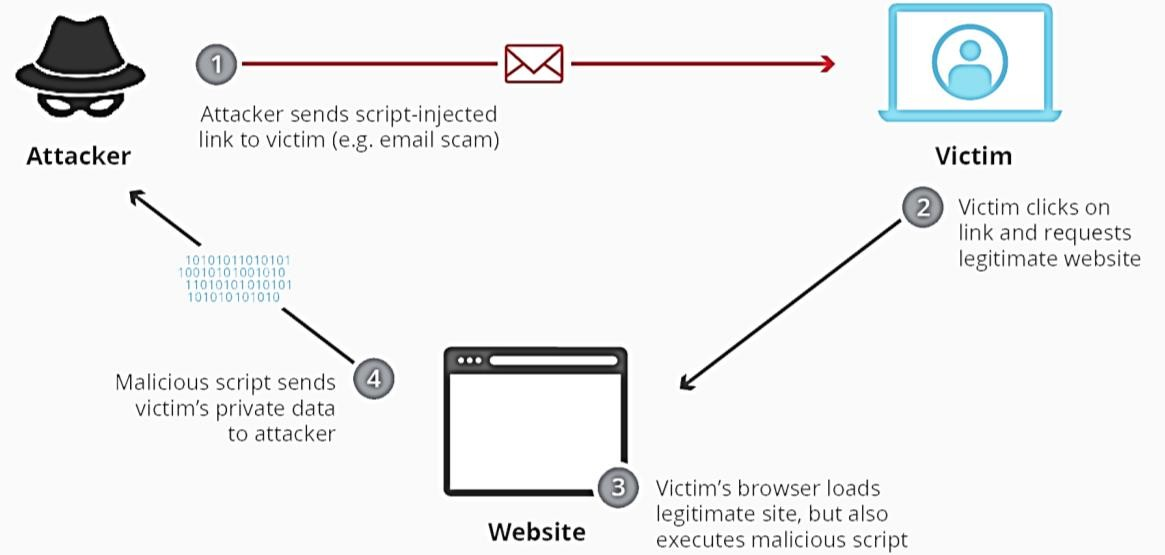 1
Attacker sends script-injected
link to victim (e.g. email scam)
Attacker
Victim
2
Victim clicks on
link and requests
legitimate website
10101011010101
10010101001010
11010101010101
101010101010
4
Malicious script sends
victim's private data
to attacker
3
Victim's browser loads
legitimate site, but also
executes malicious script
Website